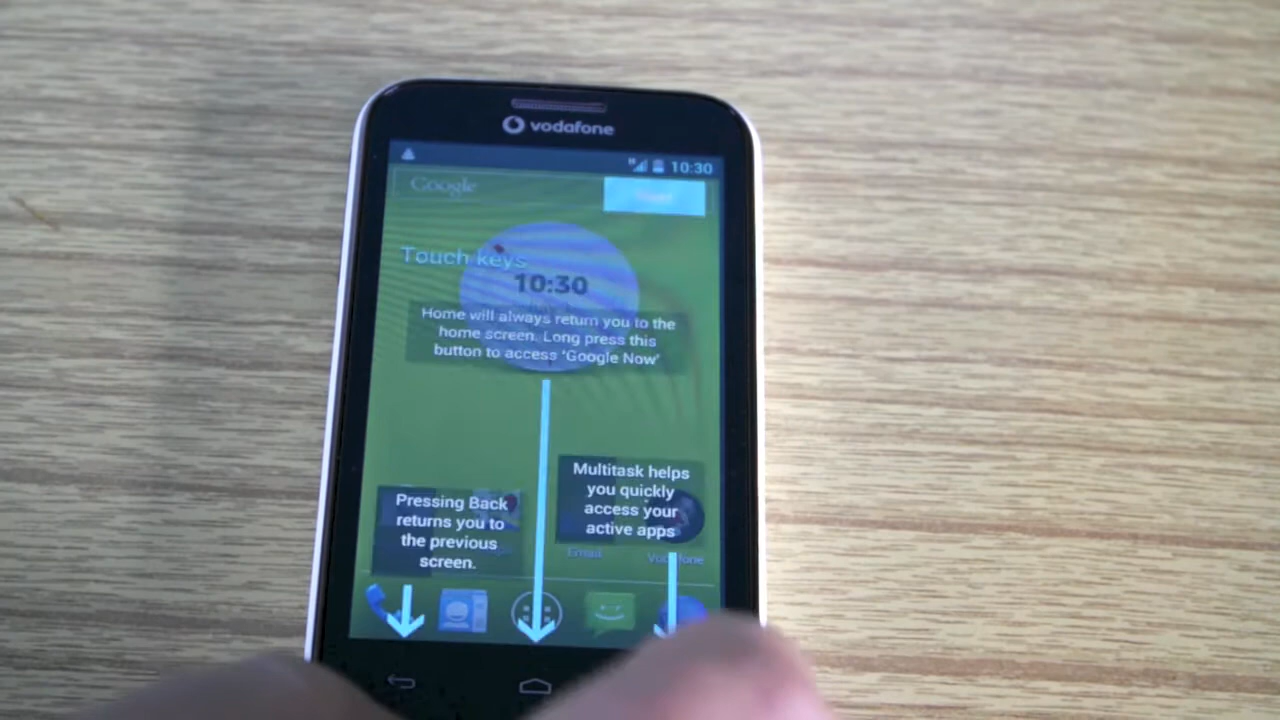 vodafone
10:30
Google
Touch keys
10:30
Home will always return you to the
home screen. Long press this
button to access 'Google Now'
Multitask helps
you quickly
access your
active apps
Pressing Back
returns you to
the previous
screen.
Email
Vodafone